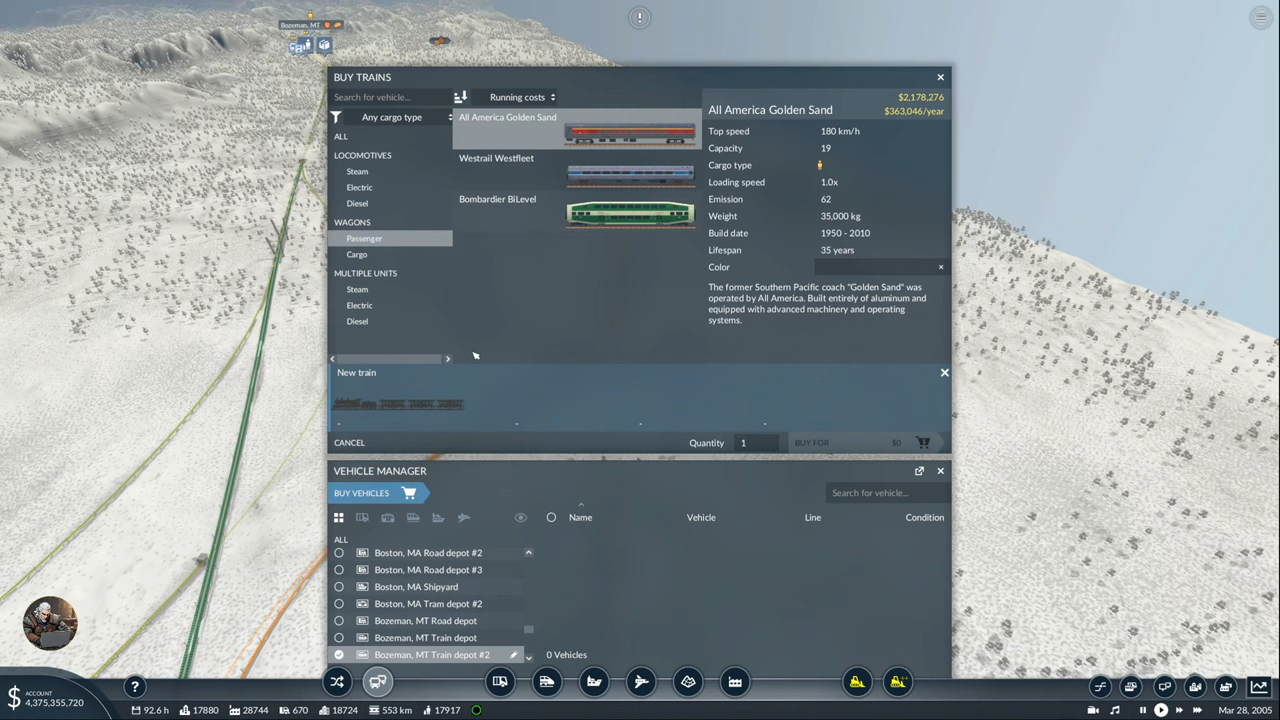 Bozeman, MT
BUY TRAINS
Search for vehicle...
Running costs
Any cargo type
ALL
LOCOMOTIVES
Steam
Electric
Diesel
WAGONS
Passenger
Cargo
MULTIPLE UNITS
Steam
Electric
Diesel
All America Golden Sand
Westrail Westfleet
Bombardier BiLevel
$2,178,276
All America Golden Sand
$363,046/year
Top speed 180 km/h
Capacity 19
Cargo type
Loading speed 1.0x
Emission 62
Weight 35,000 kg
Build date 1950 - 2010
Lifespan 35 years
Color
The former Southern Pacific coach "Golden Sand" was
operated by All America. Built entirely of aluminum and
equipped with advanced machinery and operating
systems.
New train
CANCEL
Quantity 1
BUY FOR $0
VEHICLE MANAGER
BUY VEHICLES
Search for vehicle...
Name Vehicle Line Condition
ALL
Boston, MA Road depot #2
Boston, MA Road depot #3
Boston, MA Shipyard
Boston, MA Tram depot #2
Bozeman, MT Road depot
Bozeman, MT Train depot
Bozeman, MT Train depot #2
0 Vehicles
$ ACCOUNT
4,375,355,720
?
92.6 h 17880 28744 670 18724 553 km 17917
Mar 28, 2005